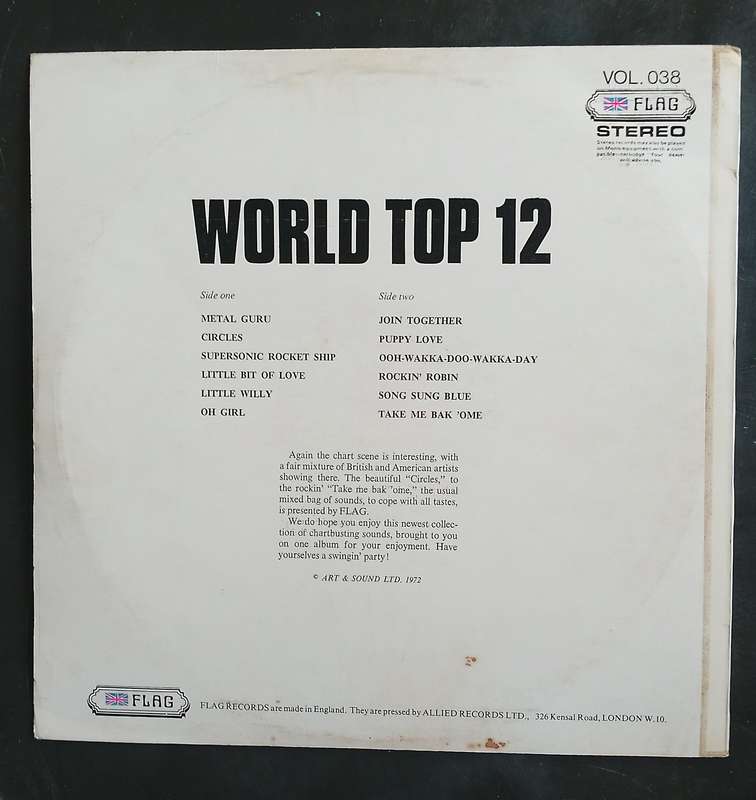 VOL. 038
FLAG
STEREO
Stereo records may also be played
WORLD TOP 12
Side one
METAL GURU
CIRCLES
SUPERSONIC ROCKET SHIP
LITTLE BIT OF LOVE
LITTLE WILLY
OH GIRL
Side two
JOIN TOGETHER
PUPPY LOVE
OOH-WAKKA-DOO-WAKKA-DAY
ROCKIN' ROBIN
SONG SUNG BLUE
TAKE ME BAK 'OME
Again the chart scene is interesting, with
a fair mixture of British and American artists
showing there. The beautiful "Circles," to
the rockin' "Take me bak 'ome," the usual
mixed bag of sounds, to cope with all tastes,
is presented by FLAG.
We do hope you enjoy this newest collec-
tion of chartbusting sounds, brought to you
on one album for your enjoyment. Have
yourselves a swingin' party!
© ART & SOUND LTD. 1972
FLAG
FLAG RECORDS are made in England. They are pressed by ALLIED RECORDS LTD., 326 Kensal Road, LONDON W.10.